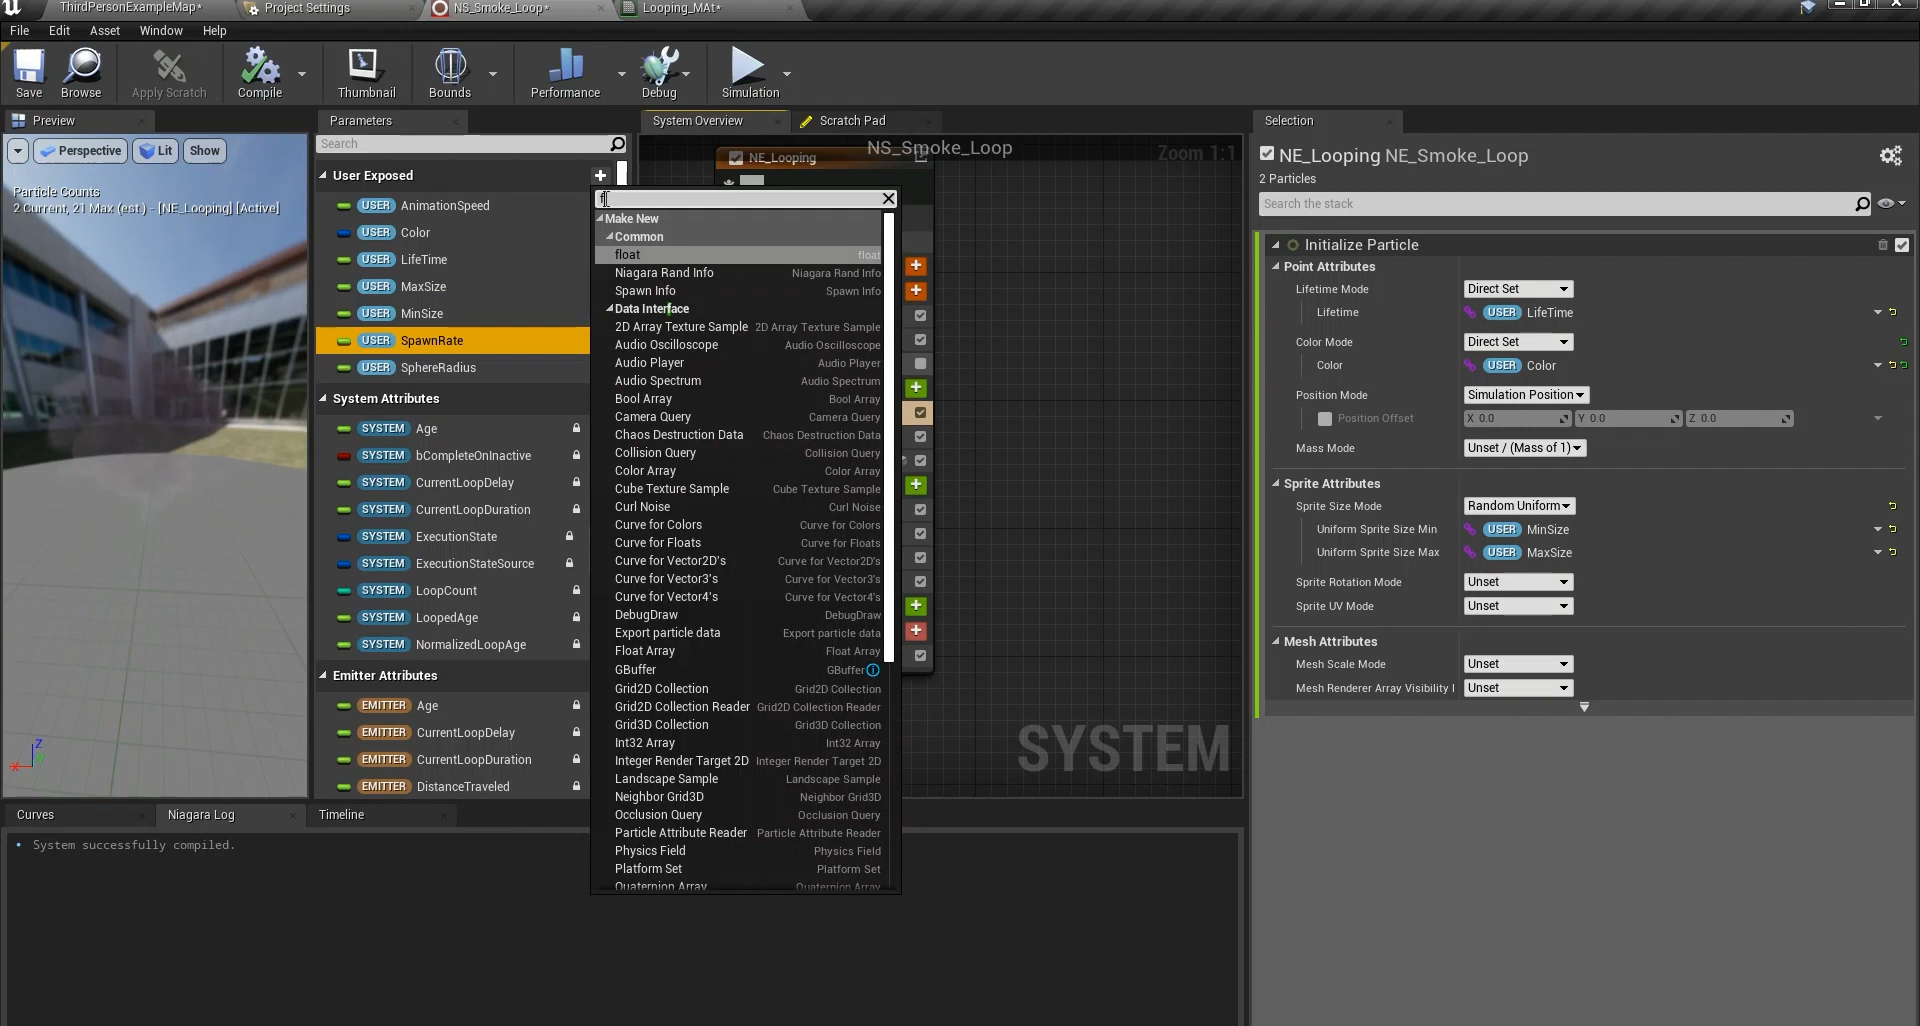 ThirdPersonExampleMap*
Project Settings
NS_Smoke_Loop*
Looping_MAt*
File Edit Asset Window Help
Save
Browse
Apply Scratch
Compile
Thumbnail
Bounds
Performance
Debug
Simulation
Preview
Perspective
Lit
Show
Particle Counts
2 Current, 21 Max (est.) - [NE_Looping] [Active]
Z
X
Parameters
Search
User Exposed
USER AnimationSpeed
USER Color
USER LifeTime
USER MaxSize
USER MinSize
USER SpawnRate
USER SphereRadius
System Attributes
SYSTEM Age
SYSTEM bCompleteOnInactive
SYSTEM CurrentLoopDelay
SYSTEM CurrentLoopDuration
SYSTEM ExecutionState
SYSTEM ExecutionStateSource
SYSTEM LoopCount
SYSTEM LoopedAge
SYSTEM NormalizedLoopAge
Emitter Attributes
EMITTER Age
EMITTER CurrentLoopDelay
EMITTER CurrentLoopDuration
EMITTER DistanceTraveled
System Overview
Scratch Pad
NE_Looping
NS_Smoke_Loop
Zoom 1:1
SYSTEM
f
Make New
Common
float float
Niagara Rand Info Niagara Rand Info
Spawn Info Spawn Info
Data Interface
2D Array Texture Sample 2D Array Texture Sample
Audio Oscilloscope Audio Oscilloscope
Audio Player Audio Player
Audio Spectrum Audio Spectrum
Bool Array Bool Array
Camera Query Camera Query
Chaos Destruction Data Chaos Destruction Data
Collision Query Collision Query
Color Array Color Array
Cube Texture Sample Cube Texture Sample
Curl Noise Curl Noise
Curve for Colors Curve for Colors
Curve for Floats Curve for Floats
Curve for Vector2D's Curve for Vector2D's
Curve for Vector3's Curve for Vector3's
Curve for Vector4's Curve for Vector4's
DebugDraw DebugDraw
Export particle data Export particle data
Float Array Float Array
GBuffer GBuffer
Grid2D Collection Grid2D Collection
Grid2D Collection Reader Grid2D Collection Reader
Grid3D Collection Grid3D Collection
Int32 Array Int32 Array
Integer Render Target 2D Integer Render Target 2D
Landscape Sample Landscape Sample
Neighbor Grid3D Neighbor Grid3D
Occlusion Query Occlusion Query
Particle Attribute Reader Particle Attribute Reader
Physics Field Physics Field
Platform Set Platform Set
Quaternion Array Quaternion Array
Selection
NE_Looping NE_Smoke_Loop
2 Particles
Search the stack
Initialize Particle
Point Attributes
Lifetime Mode Direct Set
Lifetime USER LifeTime
Color Mode Direct Set
Color USER Color
Position Mode Simulation Position
Position Offset X 0.0 Y 0.0 Z 0.0
Mass Mode Unset / (Mass of 1)
Sprite Attributes
Sprite Size Mode Random Uniform
Uniform Sprite Size Min USER MinSize
Uniform Sprite Size Max USER MaxSize
Sprite Rotation Mode Unset
Sprite UV Mode Unset
Mesh Attributes
Mesh Scale Mode Unset
Mesh Renderer Array Visibility Unset
Curves
Niagara Log
Timeline
• System successfully compiled.